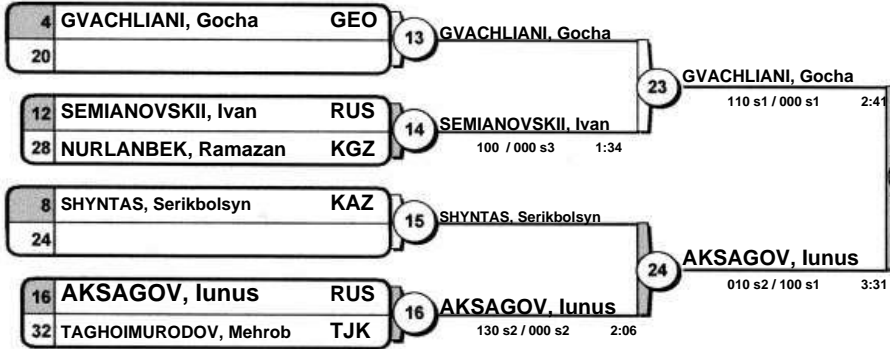 4 GVACHLIANI, Gocha GEO
20
13
GVACHLIANI, Gocha
12 SEMIANOVSKII, Ivan RUS
28 NURLANBEK, Ramazan KGZ
14
SEMIANOVSKII, Ivan
100 / 000 s3 1:34
23
GVACHLIANI, Gocha
110 s1 / 000 s1 2:41
8 SHYNTAS, Serikbolsyn KAZ
24
15
SHYNTAS, Serikbolsyn
16 AKSAGOV, Iunus RUS
32 TAGHOIMURODOV, Mehrob TJK
16
AKSAGOV, Iunus
130 s2 / 000 s2 2:06
24
AKSAGOV, Iunus
010 s2 / 100 s1 3:31